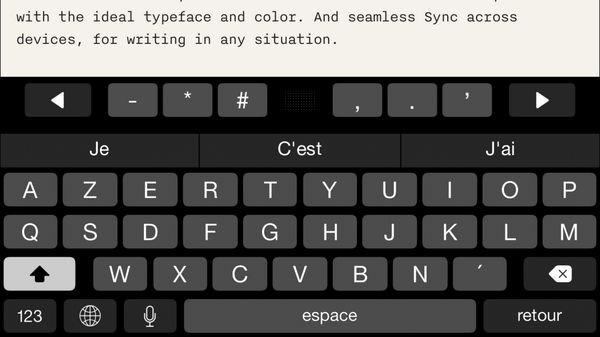 with the ideal typeface and color. And seamless Sync across
devices, for writing in any situation.
- * # , . ’
Je C'est J'ai
A Z E R T Y U I O P
Q S D F G H J K L M
W X C V B N ´
123 espace retour